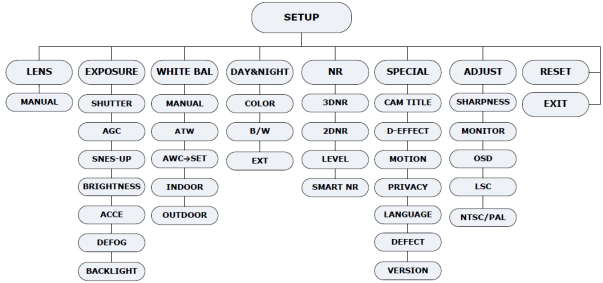 SETUP
LENS
EXPOSURE
WHITE BAL
DAY&NIGHT
NR
SPECIAL
ADJUST
RESET
MANUAL
SHUTTER
MANUAL
COLOR
3DNR
CAM TITLE
SHARPNESS
EXIT
AGC
ATW
B/W
2DNR
D-EFFECT
MONITOR
SNES-UP
AWC→SET
EXT
LEVEL
MOTION
OSD
BRIGHTNESS
INDOOR
SMART NR
PRIVACY
LSC
ACCE
OUTDOOR
LANGUAGE
NTSC/PAL
DEFOG
DEFECT
BACKLIGHT
VERSION